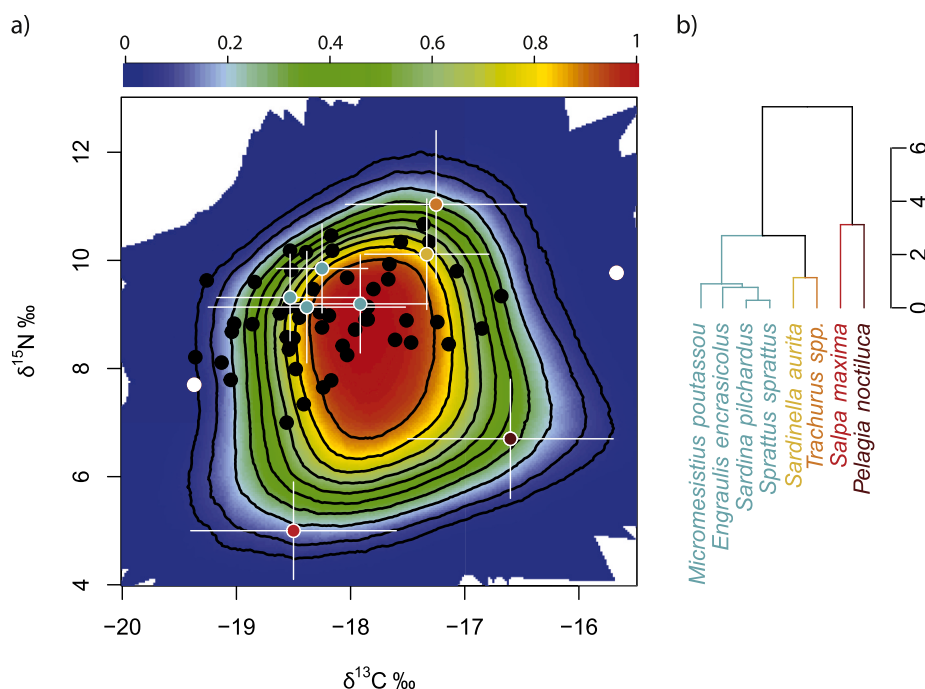 a)
b)
0 0.2 0.4 0.6 0.8 1
12
10
8
6
4
δ15N ‰
−20 −19 −18 −17 −16
δ13C ‰
6
4
2
0
Micromesistius poutassou
Engraulis encrasicolus
Sardina pilchardus
Sprattus sprattus
Sardinella aurita
Trachurus spp.
Salpa maxima
Pelagia noctiluca